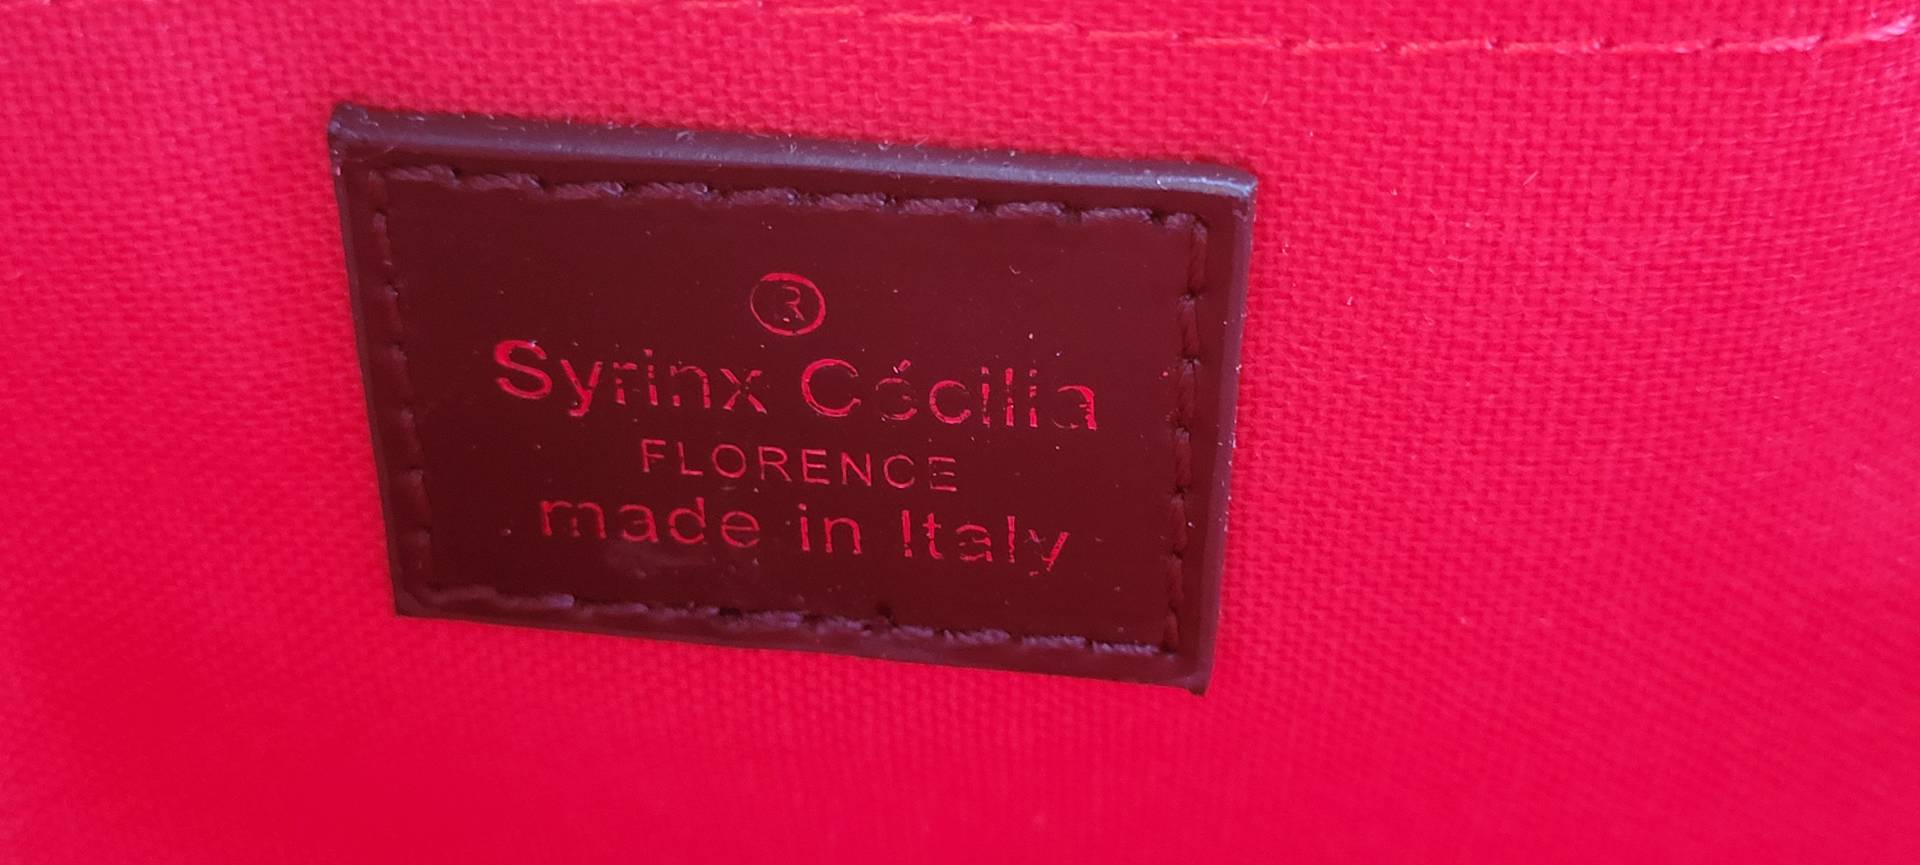 ®
Syrinx Cécilia
FLORENCE
made in Italy